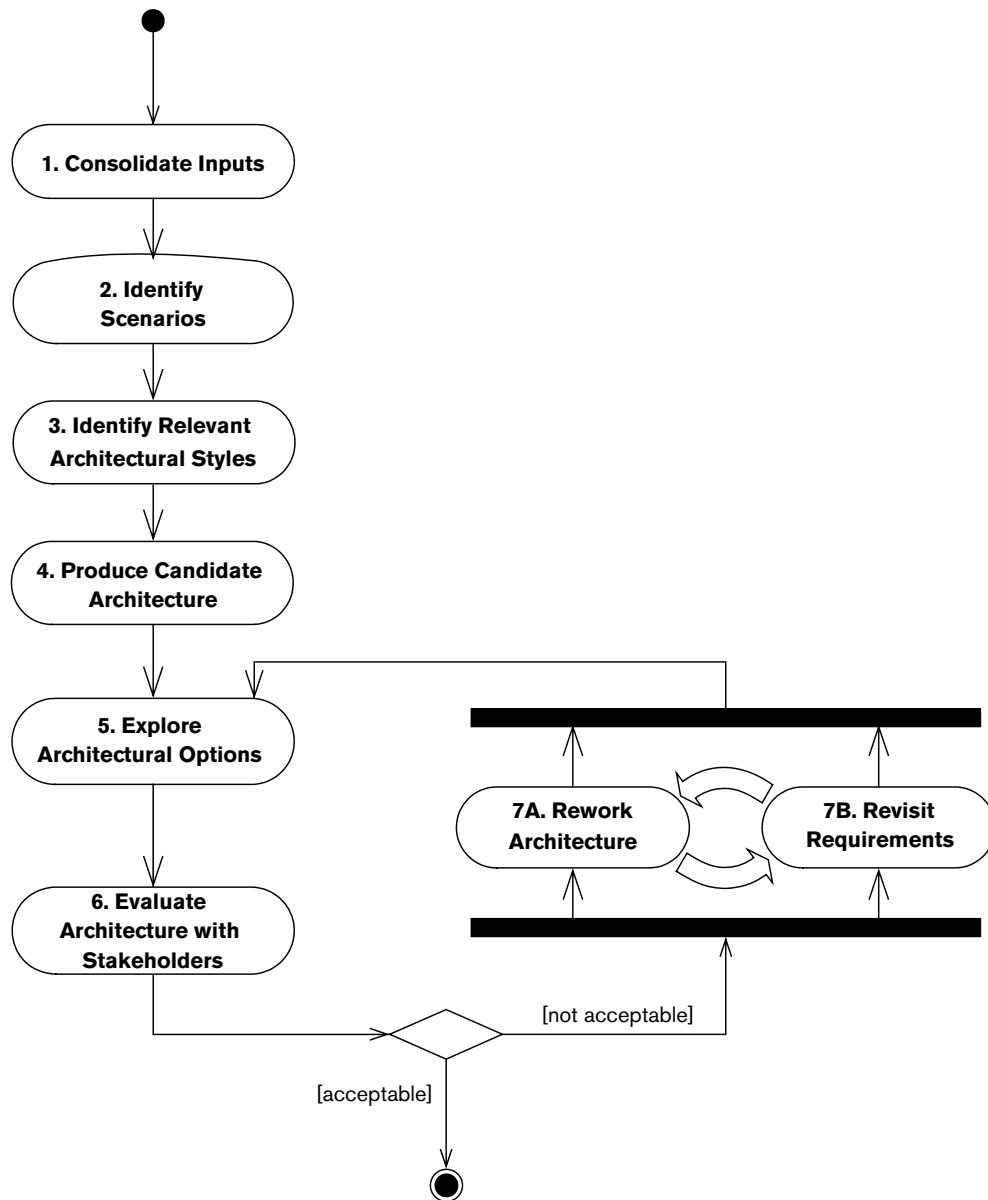 1. Consolidate Inputs
2. Identify
Scenarios
3. Identify Relevant
Architectural Styles
4. Produce Candidate
Architecture
5. Explore
Architectural Options
7A. Rework
Architecture
7B. Revisit
Requirements
6. Evaluate
Architecture with
Stakeholders
[not acceptable]
[acceptable]